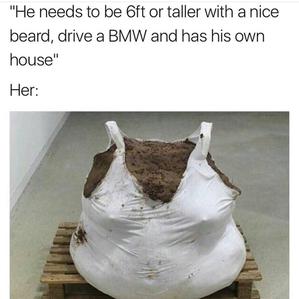 "He needs to be 6ft or taller with a nice
beard, drive a BMW and has his own
house"
Her: